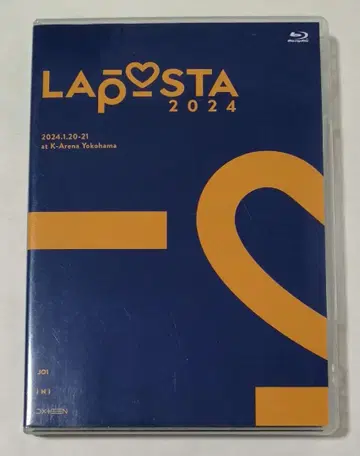 LAPOSTA
2024
2024.1.20-21
at K-Arena Yokohama
JO1
INI
DXTEEN